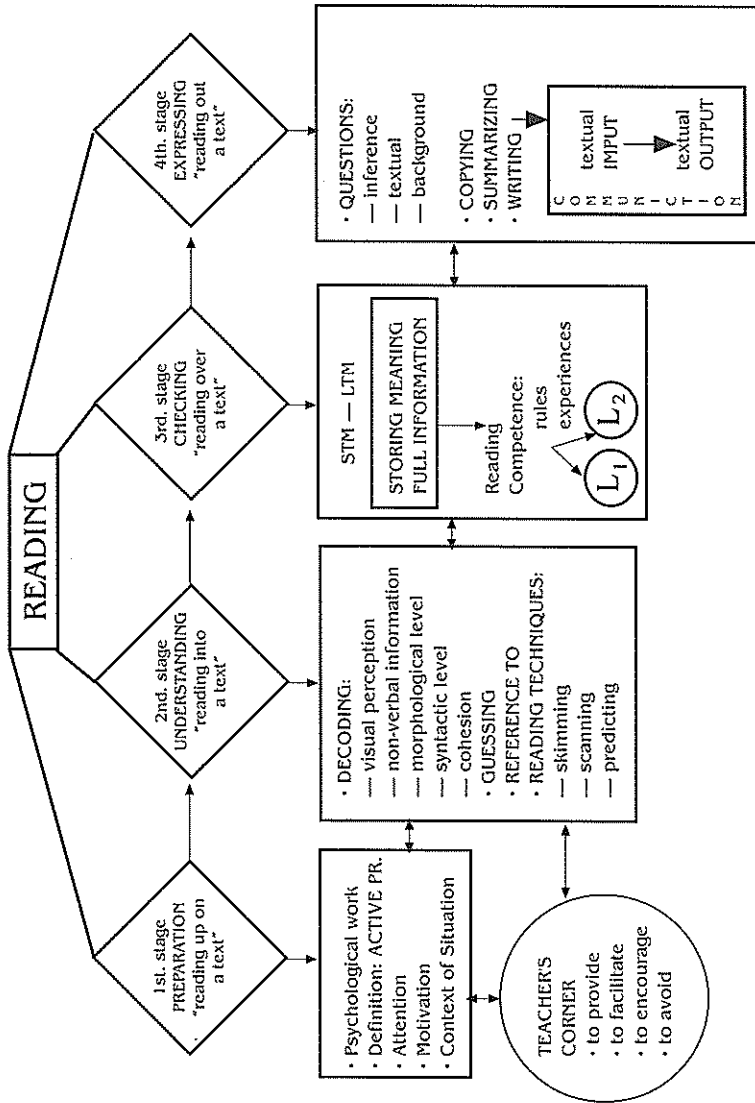 READING
1st. stage
PREPARATION
"reading up on
a text"
2nd. stage
UNDERSTANDING
"reading into
a text"
3rd. stage
CHECKING
"reading over
a text"
4th. stage
EXPRESSING
"reading out
a text"
· Psychological work
· Definition: ACTIVE PR.
· Attention
· Motivation
· Context of Situation
TEACHER'S
CORNER
· to provide
· to facilitate
· to encourage
· to avoid
· DECODING:
— visual perception
— non-verbal information
— morphological level
— syntactic level
— cohesion
· GUESSING
· REFERENCE TO
· READING TECHNIQUES:
— skimming
— scanning
— predicting
STM — LTM
STORING MEANING
FULL INFORMATION
Reading
Competence:
rules
experiences
L1 L2
· QUESTIONS:
— inference
— textual
— background
· COPYING
· SUMMARIZING
· WRITING
COMMUNICTION
textual
IMPUT
textual
OUTPUT